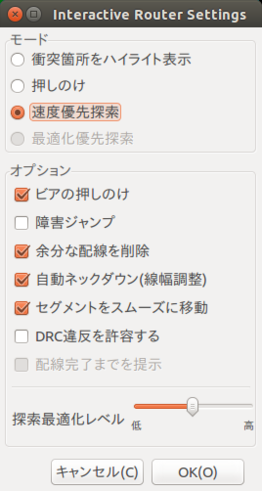 Interactive Router Settings
モード
衝突箇所をハイライト表示
押しのけ
速度優先探索
最適化優先探索
オプション
ビアの押しのけ
障害ジャンプ
余分な配線を削除
自動ネックダウン(線幅調整)
セグメントをスムーズに移動
DRC違反を許容する
配線完了までを提示
探索最適化レベル
低 高
キャンセル(C) OK(O)